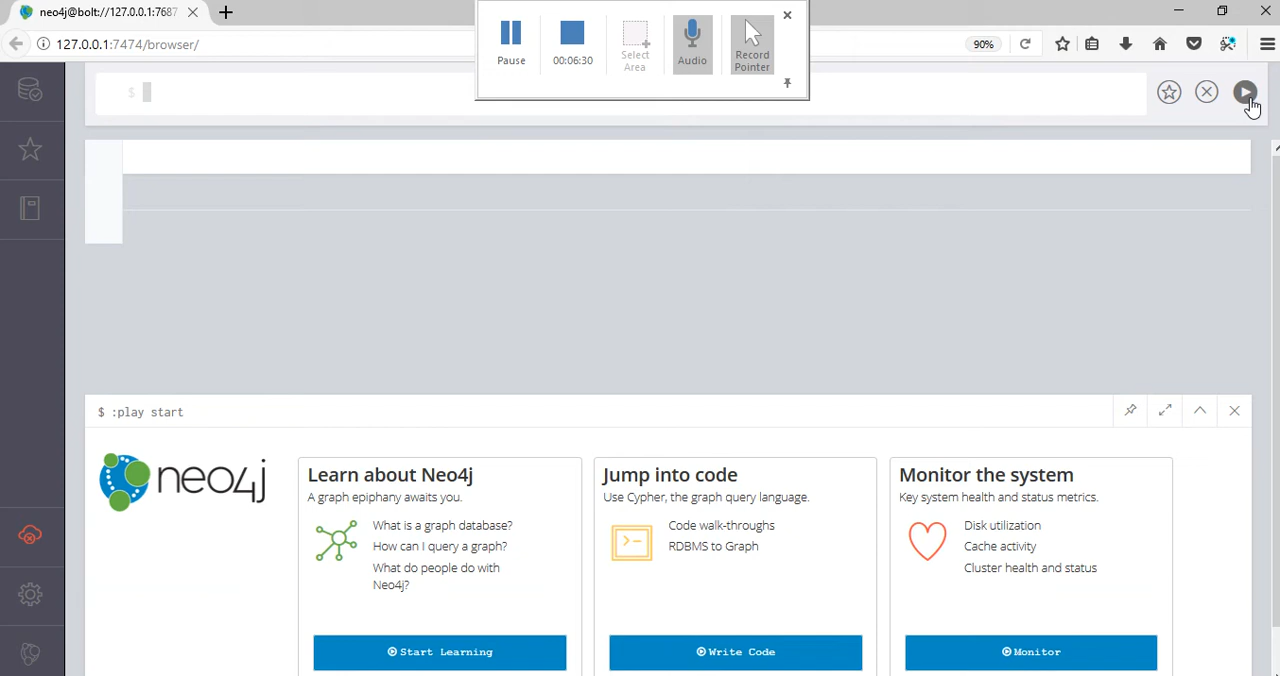 neo4j@bolt://127.0.0.1:7687
127.0.0.1:7474/browser/
90%
Pause
00:06:30
Select Area
Audio
Record Pointer
$
$ :play start
neo4j
Learn about Neo4j
A graph epiphany awaits you.
What is a graph database?
How can I query a graph?
What do people do with
Neo4j?
Start Learning
Jump into code
Use Cypher, the graph query language.
Code walk-throughs
RDBMS to Graph
Write Code
Monitor the system
Key system health and status metrics.
Disk utilization
Cache activity
Cluster health and status
Monitor